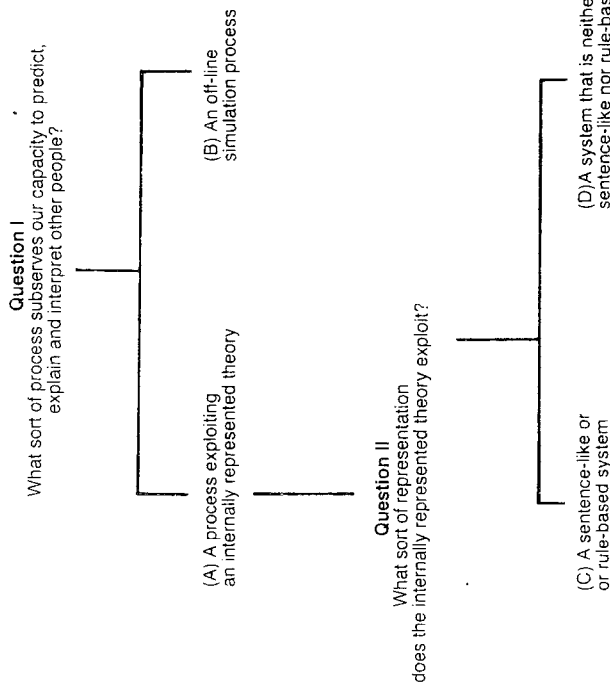 Question I
What sort of process subserves our capacity to predict,
explain and interpret other people?
(A) A process exploiting
an internally represented theory
(B) An off-line
simulation process
Question II
What sort of representation
does the internally represented theory exploit?
(C) A sentence-like or
or rule-based system
(D)A system that is neithe
sentence-like nor rule-bas